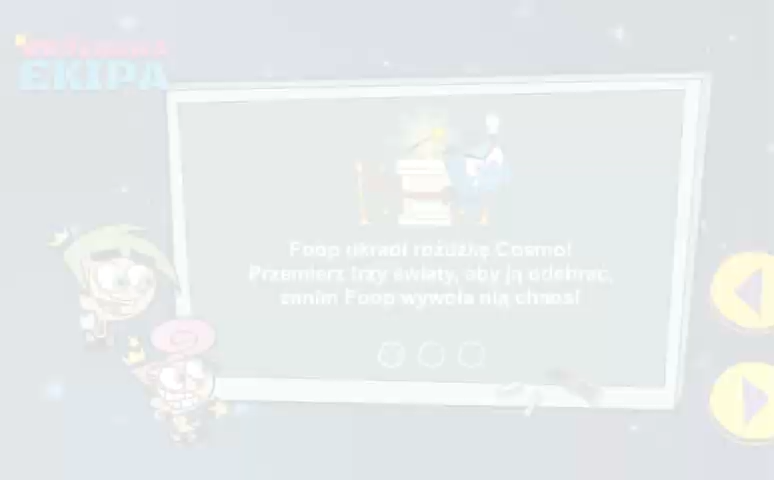 EKIPA
Foop ukradł różdżkę Cosmo!
Przemierz trzy światy, aby ją odebrać,
zanim Foop wywoła nią chaos!